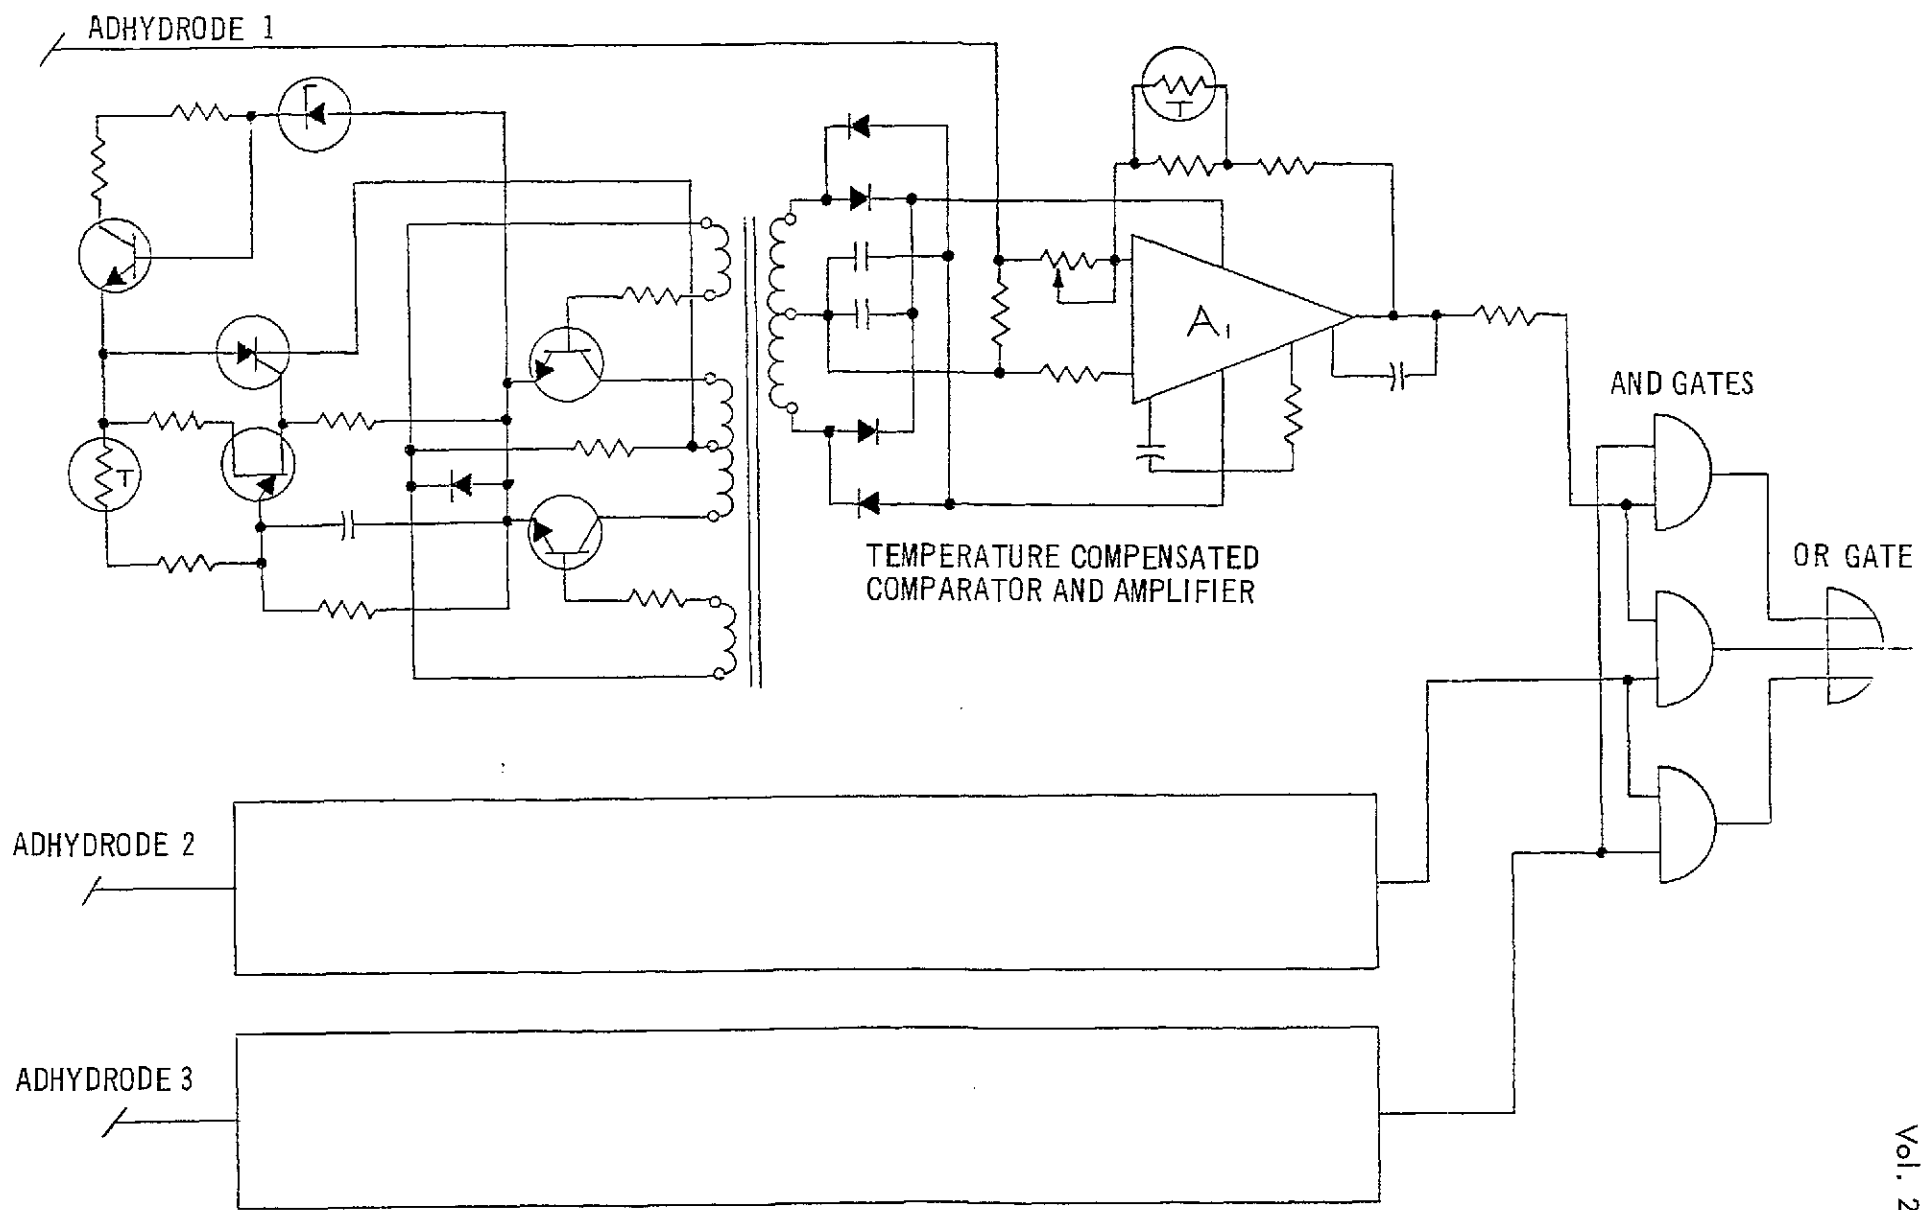 ADHYDRODE 1
T
T
A1
AND GATES
OR GATE
TEMPERATURE COMPENSATED
COMPARATOR AND AMPLIFIER
ADHYDRODE 2
ADHYDRODE 3
Vol. 2